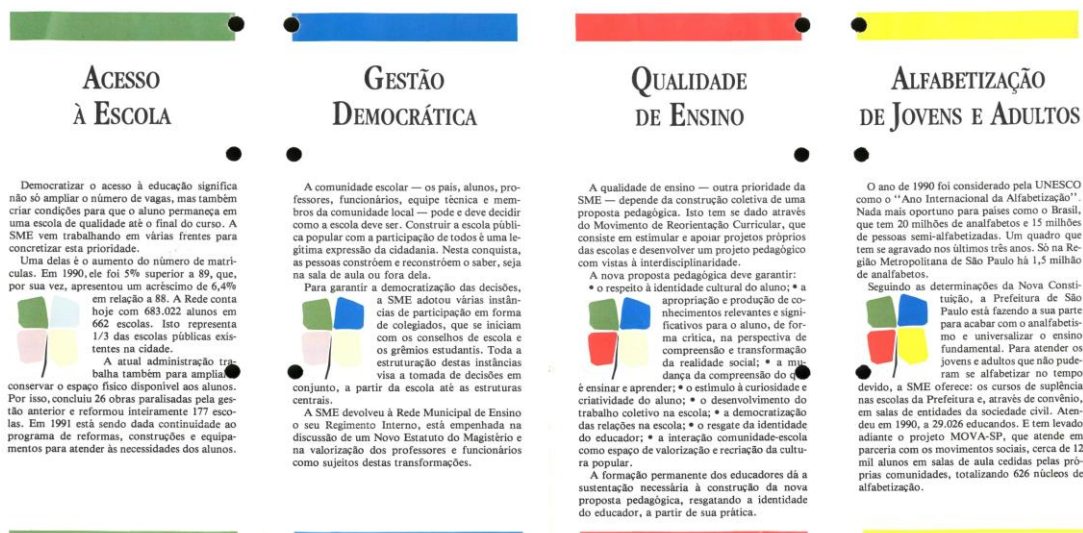 ACESSO
À ESCOLA
Democratizar o acesso à educação significa
não só ampliar o número de vagas, mas também
criar condições para que o aluno permaneça em
uma escola de qualidade até o final do curso. A
SME vem trabalhando em várias frentes para
concretizar esta prioridade.
Uma delas é o aumento do número de matrí-
culas. Em 1990, ele foi 5% superior a 89, que,
por sua vez, apresentou um acréscimo de 6,4%
em relação a 88. A Rede conta
hoje com 683.022 alunos em
662 escolas. Isto representa
1/3 das escolas públicas exis-
tentes na cidade.
A atual administração tra-
balha também para ampliar
conservar o espaço físico disponível aos alunos.
Por isso, concluiu 26 obras paralisadas pela ges-
tão anterior e reformou inteiramente 177 esco-
las. Em 1991 está sendo dada continuidade ao
programa de reformas, construções e equipa-
mentos para atender às necessidades dos alunos.
GESTÃO
DEMOCRÁTICA
A comunidade escolar — os pais, alunos, pro-
fessores, funcionários, equipe técnica e mem-
bros da comunidade local — pode e deve decidir
como a escola deve ser. Construir a escola públi-
ca popular com a participação de todos é uma le-
gítima expressão da cidadania. Nesta conquista,
as pessoas constróem e reconstróem o saber, seja
na sala de aula ou fora dela.
Para garantir a democratização das decisões,
a SME adotou várias instân-
cias de participação em forma
de colegiados, que se iniciam
com os conselhos de escola e
os grêmios estudantis. Toda a
estruturação destas instâncias
visa a tomada de decisões em
conjunto, a partir da escola até as estruturas
centrais.
A SME devolveu à Rede Municipal de Ensino
o seu Regimento Interno, está empenhada na
discussão de um Novo Estatuto do Magistério e
na valorização dos professores e funcionários
como sujeitos destas transformações.
QUALIDADE
DE ENSINO
A qualidade de ensino — outra prioridade da
SME — depende da construção coletiva de uma
proposta pedagógica. Isto tem se dado através
do Movimento de Reorientação Curricular, que
consiste em estimular e apoiar projetos próprios
das escolas e desenvolver um projeto pedagógico
com vistas à interdisciplinaridade.
A nova proposta pedagógica deve garantir:
• o respeito à identidade cultural do aluno; • a
apropriação e produção de co-
nhecimentos relevantes e signi-
ficativos para o aluno, de for-
ma crítica, na perspectiva de
compreensão e transformação
da realidade social; • a mu-
dança da compreensão do
é ensinar e aprender; • o estímulo à curiosidade e
criatividade do aluno; • o desenvolvimento do
trabalho coletivo na escola; • a democratização
das relações na escola; • o resgate da identidade
do educador; • a interação comunidade-escola
como espaço de valorização e recriação da cultu-
ra popular.
A formação permanente dos educadores dá a
sustentação necessária à construção da nova
proposta pedagógica, resgatando a identidade
do educador, a partir de sua prática.
ALFABETIZAÇÃO
DE JOVENS E ADULTOS
O ano de 1990 foi considerado pela UNESCO
como o "Ano Internacional da Alfabetização".
Nada mais oportuno para países como o Brasil,
que tem 20 milhões de analfabetos e 15 milhões
de pessoas semi-alfabetizadas. Um quadro que
tem se agravado nos últimos três anos. Só na Re-
gião Metropolitana de São Paulo há 1,5 milhão
de analfabetos.
Seguindo as determinações da Nova Consti-
tuição, a Prefeitura de São
Paulo está fazendo a sua parte
para acabar com o analfabetis-
mo e universalizar o ensino
fundamental. Para atender os
jovens e adultos que não pude-
ram se alfabetizar no tempo
devido, a SME oferece: os cursos de suplência
nas escolas da Prefeitura e, através de convênio,
em salas de entidades da sociedade civil. Aten-
deu em 1990, a 29.026 educandos. E tem levado
adiante o projeto MOVA-SP, que atende em
parceria com os movimentos sociais, cerca de 12
mil alunos em salas de aula cedidas pelas pró-
prias comunidades, totalizando 626 núcleos de
alfabetização.